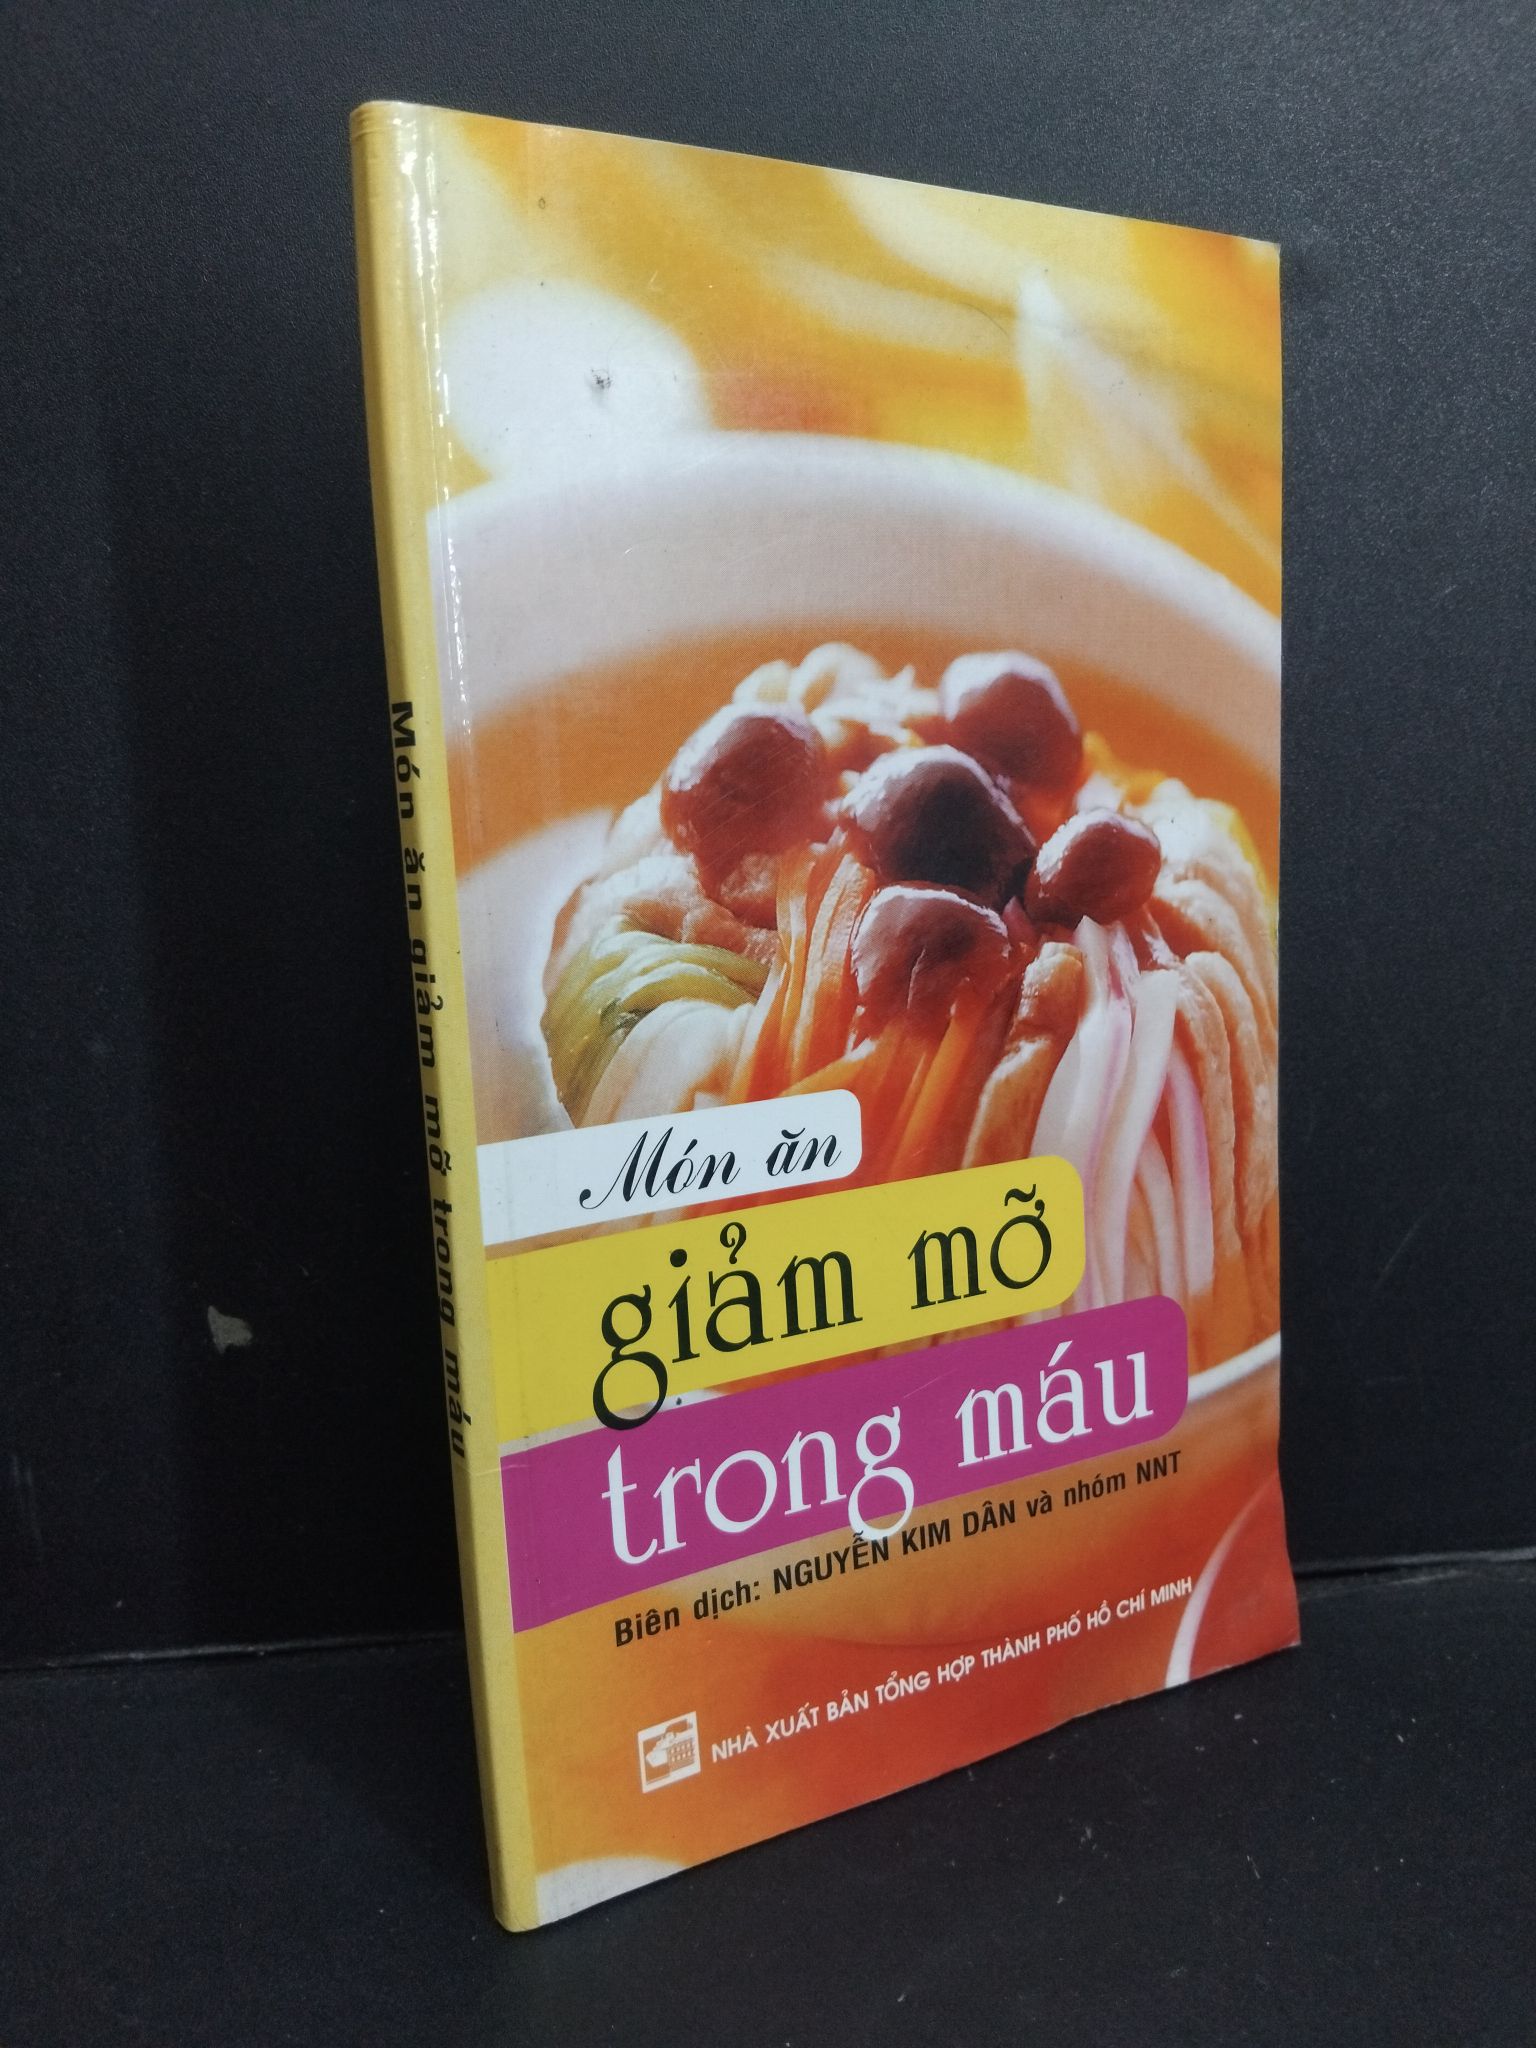 Món ăn giảm mỡ trong máu
Món ăn
giảm mỡ
trong máu
Biên dịch: NGUYỄN KIM DÂN và nhóm NNT
NHÀ XUẤT BẢN TỔNG HỢP THÀNH PHỐ HỒ CHÍ MINH